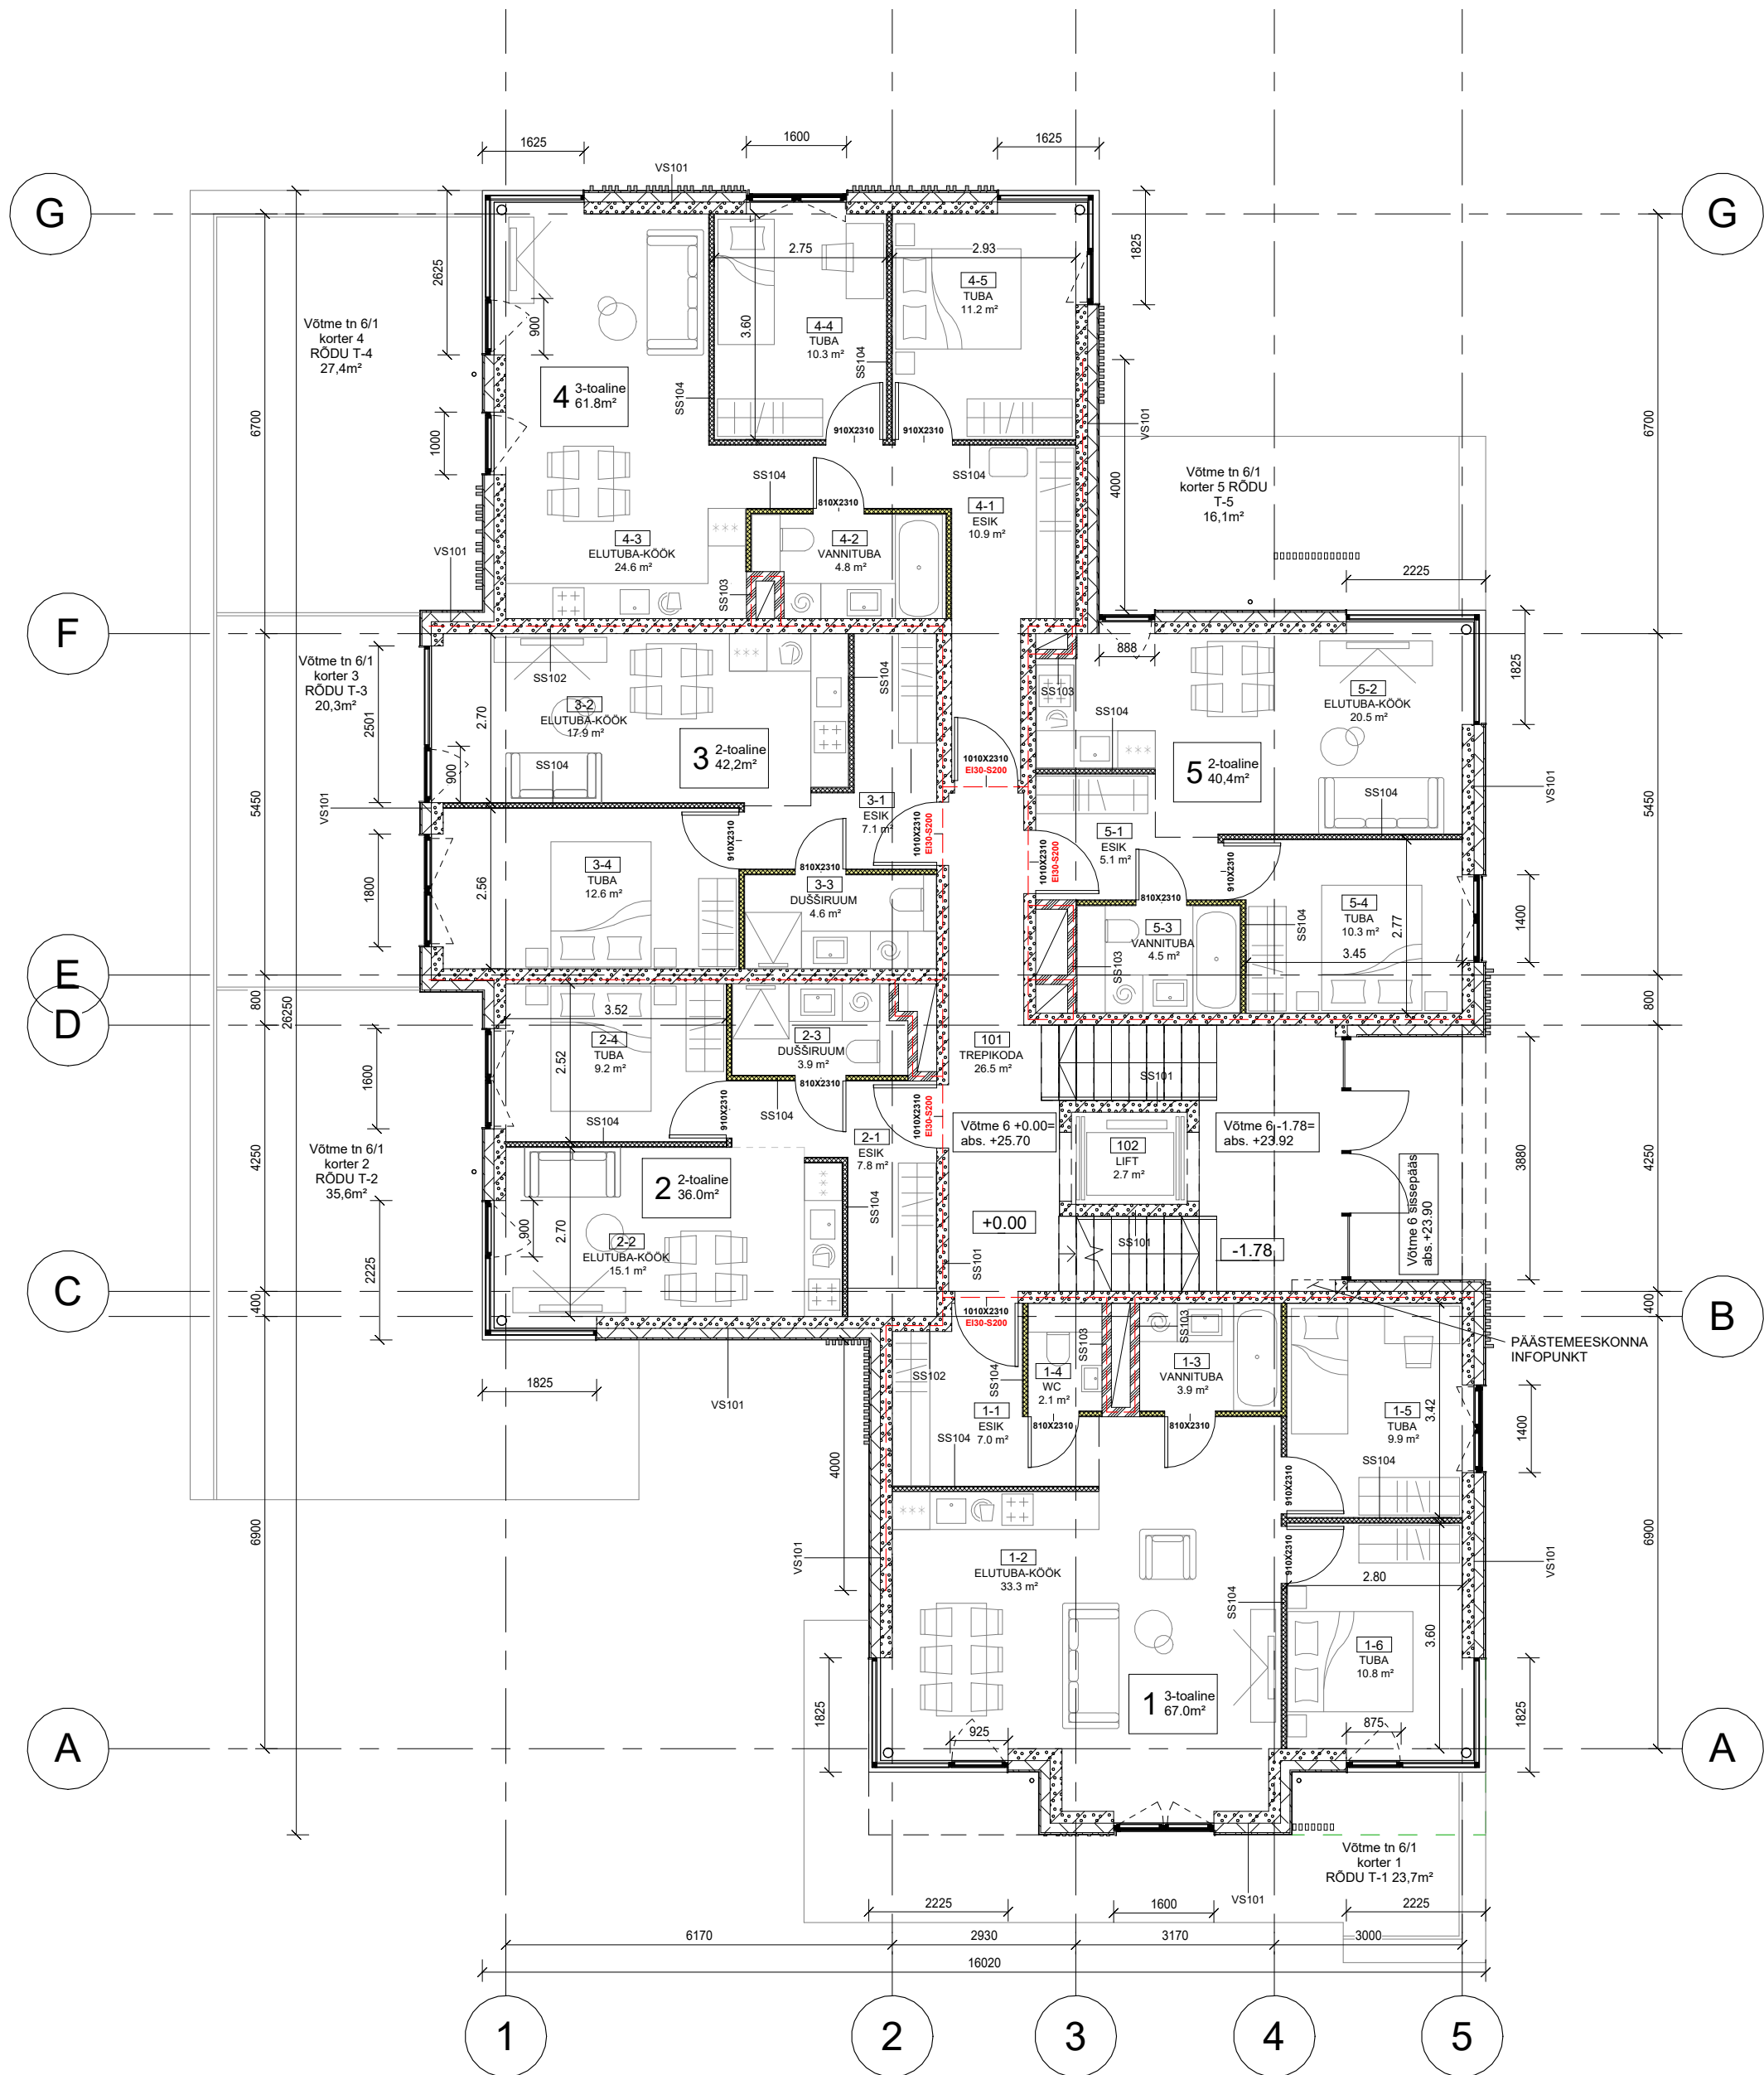 1625
1600
1625
VS101
G
G
2625
2.75
2.93
1825
4-5
TUBA
11.2 m²
Võtme tn 6/1
korter 4
RÕDU T-4
27,4m²
900
3.60
4-4
TUBA
10.3 m²
SS104
4 3-toaline
61.8m²
SS104
6700
1000
910X2310
910X2310
VS101
6700
4000
SS104
SS104
810X2310
Võtme tn 6/1
korter 5 RÕDU
T-5
16,1m²
4-1
ESIK
10.9 m²
4-3
ELUTUBA-KÖÖK
24.6 m²
4-2
VANNITUBA
4.8 m²
VS101
SS103
2225
F
F
Võtme tn 6/1
korter 3
RÕDU T-3
20,3m²
888
1825
SS102
SS104
SS103
3-2
ELUTUBA-KÖÖK
17.9 m²
5-2
ELUTUBA-KÖÖK
20.5 m²
2501
2.70
SS104
3 2-toaline
42,2m²
5 2-toaline
40,4m²
900
SS104
1010X2310
EI30-S200
SS104
VS101
VS101
5450
5450
3-1
ESIK
7.1 m²
5-1
ESIK
5.1 m²
910X2310
1010X2310
EI30-S200
1010X2310
EI30-S200
910X2310
810X2310
810X2310
1800
2.56
3-4
TUBA
12.6 m²
3-3
DUŠŠIRUUM
4.6 m²
5-3
VANNITUBA
4.5 m²
5-4
TUBA
10.3 m²
SS104
2.77
1400
SS103
3.45
E
D
800
26250
800
3.52
2-4
TUBA
9.2 m²
2.52
2-3
DUŠŠIRUUM
3.9 m²
101
TREPIKODA
26.5 m²
SS101
1600
810X2310
910X2310
SS104
SS104
1010X2310
EI30-S200
Võtme 6 +0.00=
abs. +25.70
Võtme 6 -1.78=
abs. +23.92
102
LIFT
2.7 m²
2-1
ESIK
7.8 m²
Võtme tn 6/1
korter 2
RÕDU T-2
35,6m²
4250
3880
4250
2 2-toaline
36.0m²
SS104
Võtme 6 sissepääs
abs.+23.90
900
2.70
2-2
ELUTUBA-KÖÖK
15.1 m²
+0.00
SS101
-1.78
SS101
2225
C
B
400
400
1010X2310
EI30-S200
PÄÄSTEMEESKONNA
INFOPUNKT
1825
VS101
SS102
SS104
SS103
SS103
1-4
WC
2.1 m²
1-3
VANNITUBA
3.9 m²
1-1
ESIK
7.0 m²
810X2310
810X2310
1-5
TUBA
9.9 m²
3.42
1400
SS104
SS104
4000
910X2310
6900
6900
VS101
910X2310
VS101
1-2
ELUTUBA-KÖÖK
33.3 m²
2.80
SS104
3.60
1-6
TUBA
10.8 m²
1 3-toaline
67.0m²
1825
925
875
1825
A
A
Võtme tn 6/1
korter 1
RÕDU T-1 23,7m²
VS101
2225
1600
2225
6170
2930
3170
3000
16020
1
2
3
4
5